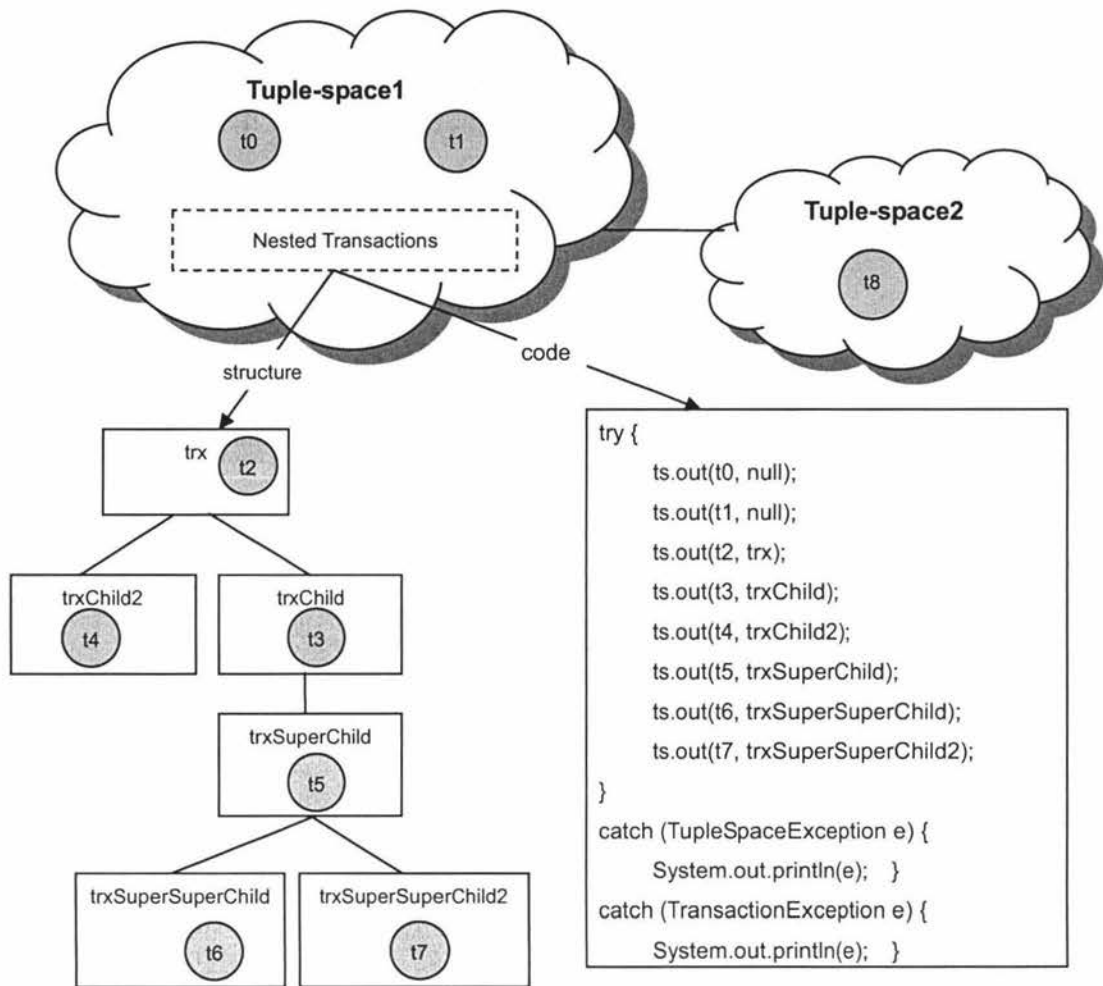 Tuple-space1
t0
t1
Nested Transactions
Tuple-space2
t8
structure
code
trx
t2
trxChild2
t4
trxChild
t3
trxSuperChild
t5
trxSuperSuperChild
t6
trxSuperSuperChild2
t7
try {
ts.out(t0, null);
ts.out(t1, null);
ts.out(t2, trx);
ts.out(t3, trxChild);
ts.out(t4, trxChild2);
ts.out(t5, trxSuperChild);
ts.out(t6, trxSuperSuperChild);
ts.out(t7, trxSuperSuperChild2);
}
catch (TupleSpaceException e) {
System.out.println(e); }
catch (TransactionException e) {
System.out.println(e); }